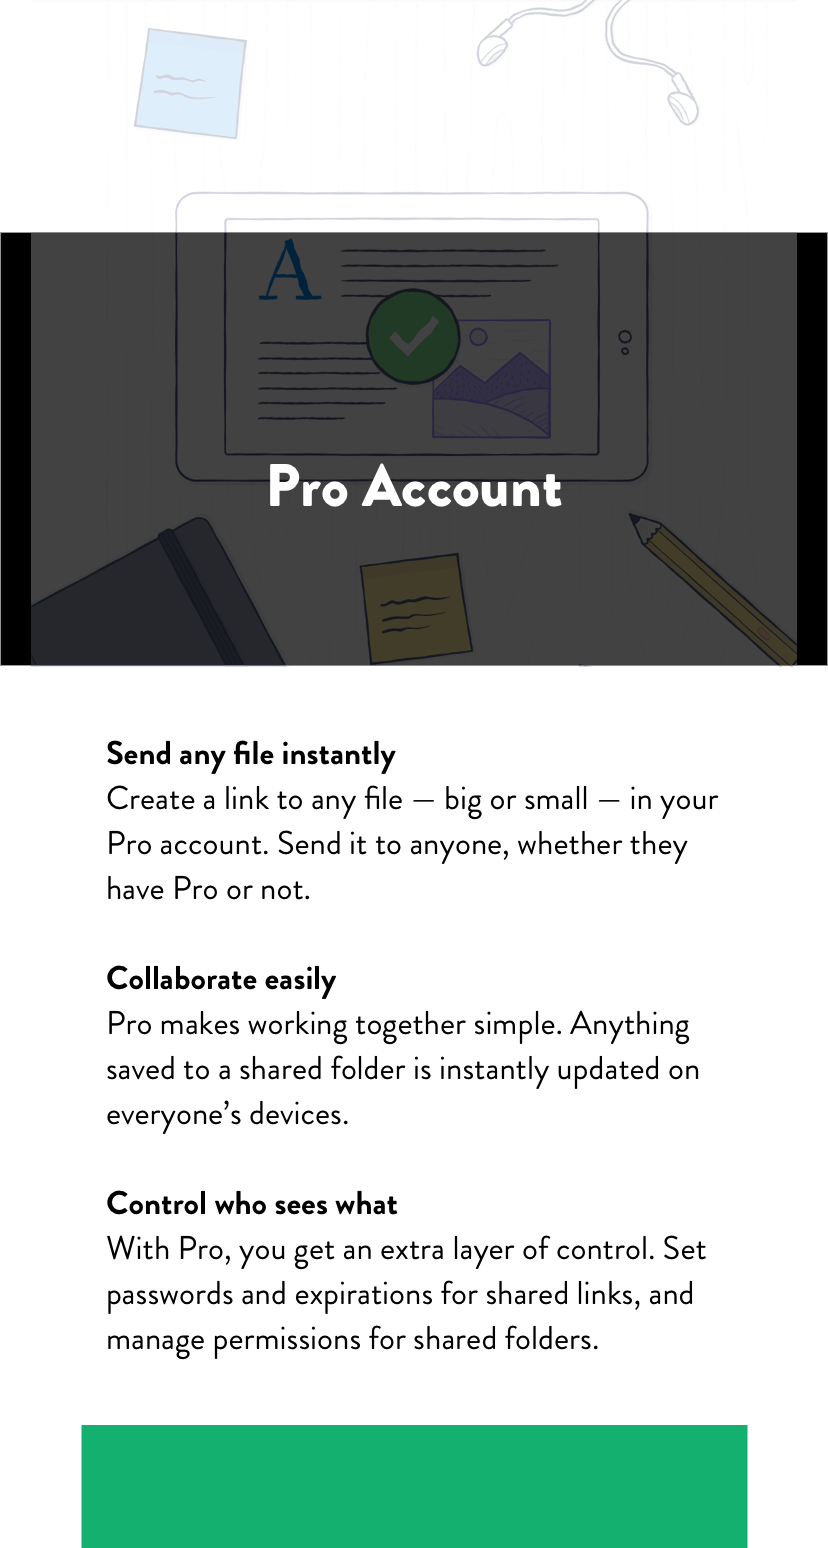 A
Pro Account
Send any file instantly
Create a link to any file — big or small — in your
Pro account. Send it to anyone, whether they
have Pro or not.
Collaborate easily
Pro makes working together simple. Anything
saved to a shared folder is instantly updated on
everyone’s devices.
Control who sees what
With Pro, you get an extra layer of control. Set
passwords and expirations for shared links, and
manage permissions for shared folders.